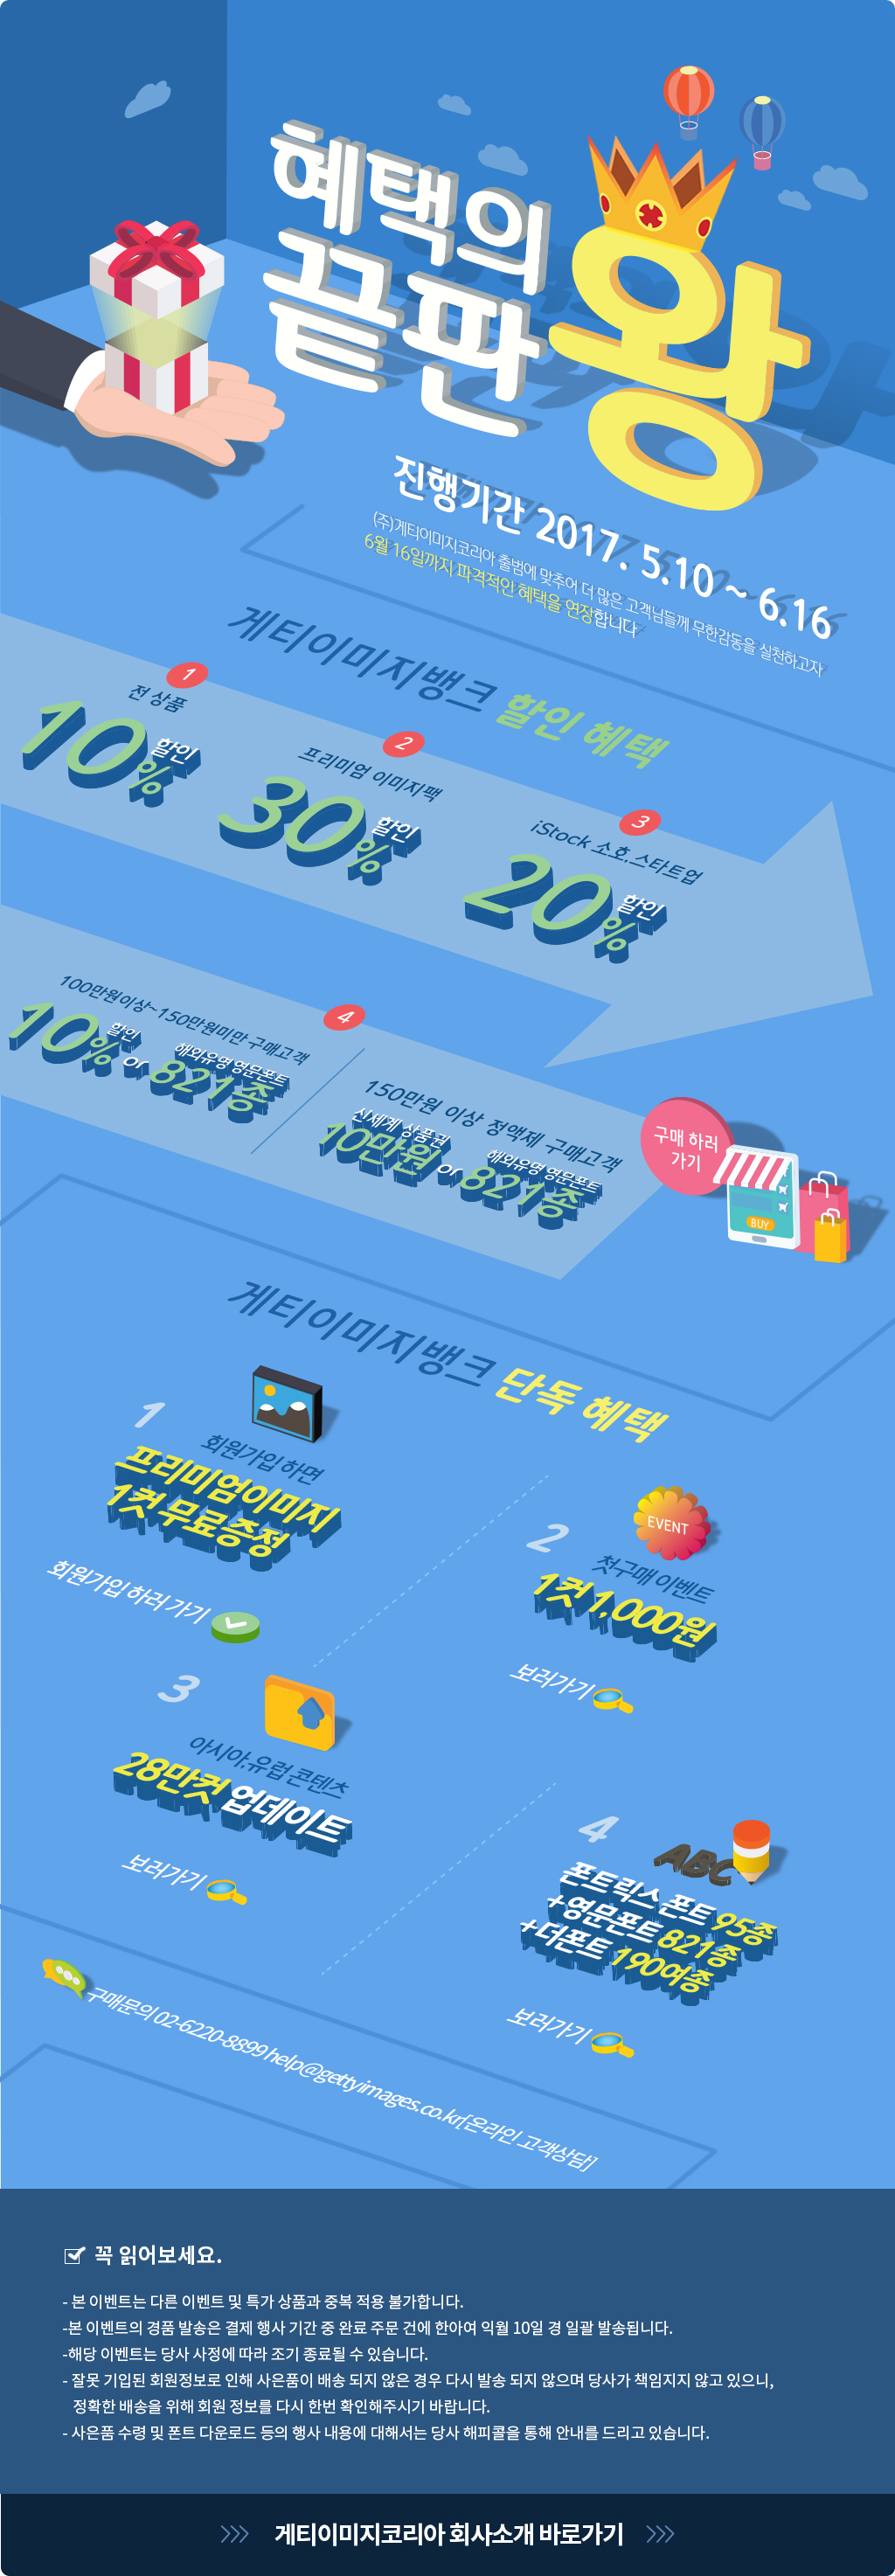 혜택의
끝판
왕
진행기간 2017. 5.10 ~ 6.16
(주)게티이미지코리아 출범에 맞추어 더 많은 고객님들께 무한감동을 실천하고자
6월 16일까지 파격적인 혜택을 연장합니다
게티이미지뱅크 할인 혜택
1
전 상품
10% 할인
2
프리미엄 이미지팩
30% 할인
3
iStock 소호.스타트업
20% 할인
4
100만원이상~150만원미만 구매고객
10% 할인 or 해외유명 영문폰트 821종
150만원 이상 정액제 구매고객
신세계 상품권 10만원 or 해외유명 영문폰트 821종
구매 하러
가기
BUY
게티이미지뱅크 단독 혜택
1
회원가입 하면
프리미엄이미지
1컷 무료증정
회원가입 하러 가기
2
EVENT
첫구매 이벤트
1컷 1,000원
보러가기
3
아시아,유럽 콘텐츠
28만컷 업데이트
보러가기
4
ABC
폰트릭스 폰트 95종
+영문폰트 821종
+더폰트 190여종
보러가기
구매문의 02-6220-8899 help@gettyimages.co.kr[온라인 고객상담]
꼭 읽어보세요.
- 본 이벤트는 다른 이벤트 및 특가 상품과 중복 적용 불가합니다.
-본 이벤트의 경품 발송은 결제 행사 기간 중 완료 주문 건에 한아여 익월 10일 경 일괄 발송됩니다.
-해당 이벤트는 당사 사정에 따라 조기 종료될 수 있습니다.
- 잘못 기입된 회원정보로 인해 사은품이 배송 되지 않은 경우 다시 발송 되지 않으며 당사가 책임지지 않고 있으니,
정확한 배송을 위해 회원 정보를 다시 한번 확인해주시기 바랍니다.
- 사은품 수령 및 폰트 다운로드 등의 행사 내용에 대해서는 당사 해피콜을 통해 안내를 드리고 있습니다.
게티이미지코리아 회사소개 바로가기